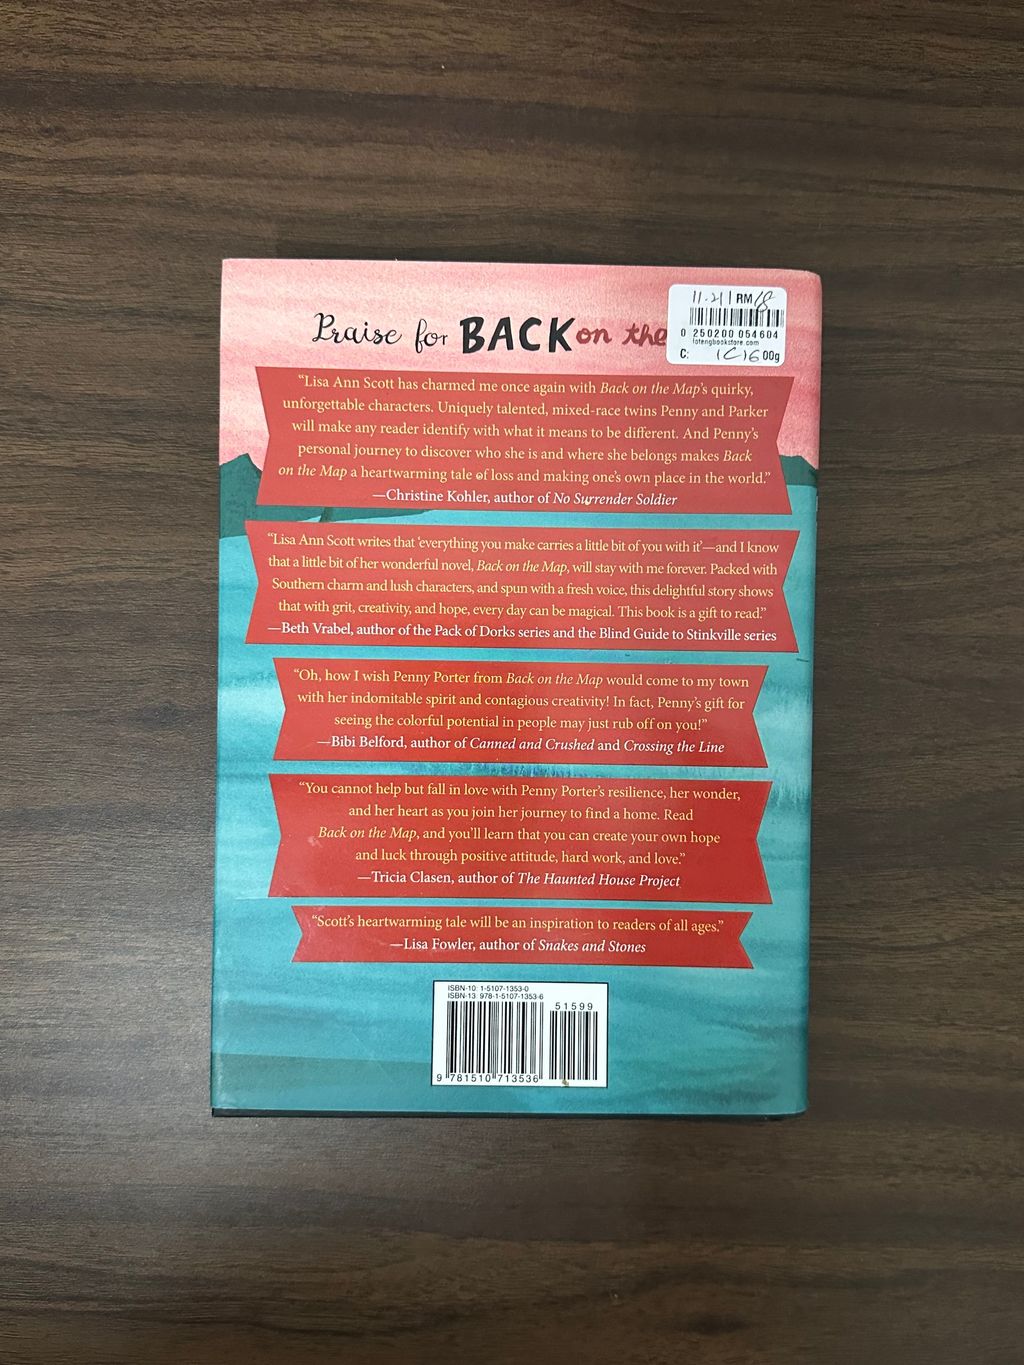 Praise for BACK on the
11.21 RM 18
0 250200 054604
lotengbookstore.com
C: (C)600g
“Lisa Ann Scott has charmed me once again with Back on the Map’s quirky,
unforgettable characters. Uniquely talented, mixed-race twins Penny and Parker
will make any reader identify with what it means to be different. And Penny’s
personal journey to discover who she is and where she belongs makes Back
on the Map a heartwarming tale of loss and making one’s own place in the world.”
—Christine Kohler, author of No Surrender Soldier
“Lisa Ann Scott writes that ‘everything you make carries a little bit of you with it’—and I know
that a little bit of her wonderful novel, Back on the Map, will stay with me forever. Packed with
Southern charm and lush characters, and spun with a fresh voice, this delightful story shows
that with grit, creativity, and hope, every day can be magical. This book is a gift to read.”
—Beth Vrabel, author of the Pack of Dorks series and the Blind Guide to Stinkville series
“Oh, how I wish Penny Porter from Back on the Map would come to my town
with her indomitable spirit and contagious creativity! In fact, Penny’s gift for
seeing the colorful potential in people may just rub off on you!”
—Bibi Belford, author of Canned and Crushed and Crossing the Line
“You cannot help but fall in love with Penny Porter’s resilience, her wonder,
and her heart as you join her journey to find a home. Read
Back on the Map, and you’ll learn that you can create your own hope
and luck through positive attitude, hard work, and love.”
—Tricia Clasen, author of The Haunted House Project
“Scott’s heartwarming tale will be an inspiration to readers of all ages.”
—Lisa Fowler, author of Snakes and Stones
ISBN-10: 1-5107-1353-0
ISBN-13: 978-1-5107-1353-6
51599
9 781510 713536